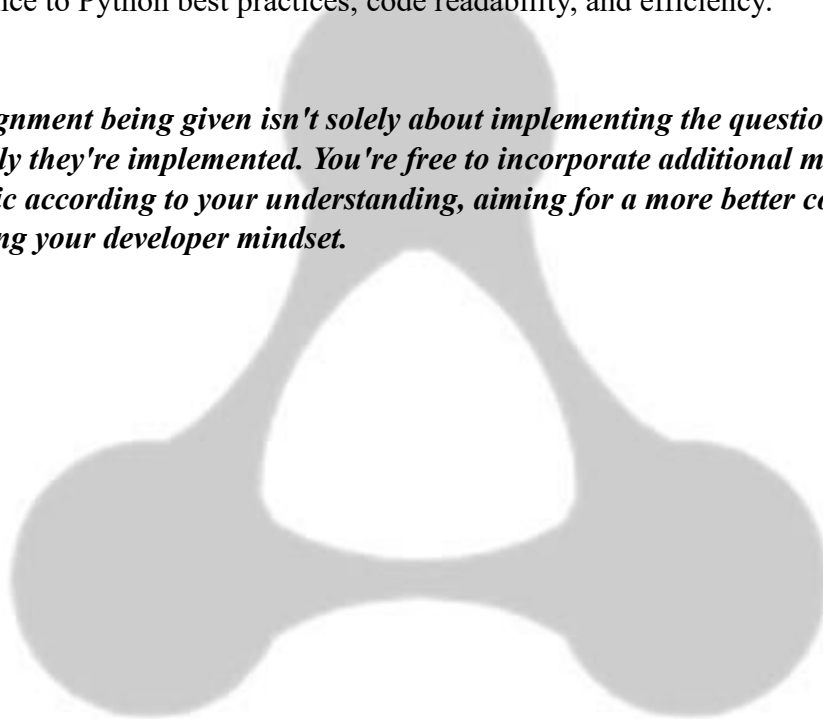 nce to Python best practices, code readability, and efficiency.
gnment being given isn't solely about implementing the questio
ly they're implemented. You're free to incorporate additional m
ic according to your understanding, aiming for a more better co
ng your developer mindset.